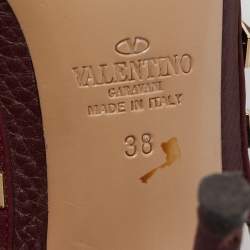 VALENTINO
GARAVANI
MADE IN ITALY
38